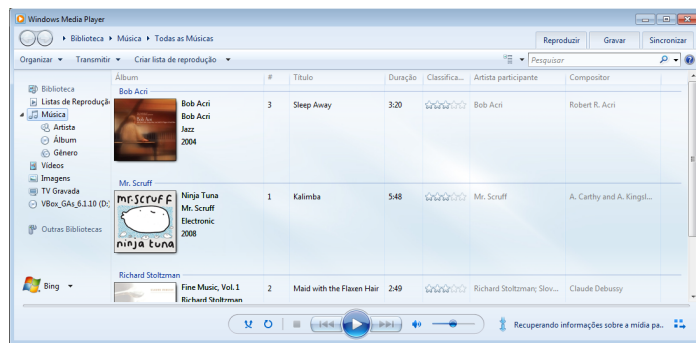 Windows Media Player
Biblioteca Música Todas as Músicas
Reproduzir Gravar Sincronizar
Organizar Transmitir Criar lista de reprodução Pesquisar
Álbum # Título Duração Classifica... Artista participante Compositor
Biblioteca
Listas de Reproduçã
Música
Artista
Álbum
Gênero
Vídeos
Imagens
TV Gravada
VBox_GAs_6.1.10 (D:)
Outras Bibliotecas
Bing
Bob Acri
Bob Acri 3 Sleep Away 3:20 Bob Acri Robert R. Acri
Bob Acri
Jazz
2004
Mr. Scruff
mr.scruff
ninja tuna
Ninja Tuna 1 Kalimba 5:48 Mr. Scruff A. Carthy and A. Kingsl...
Mr. Scruff
Electronic
2008
Richard Stoltzman
Fine Music, Vol. 1 2 Maid with the Flaxen Hair 2:49 Richard Stoltzman; Slov... Claude Debussy
Richard Stoltzman
Recuperando informações sobre a mídia pa..